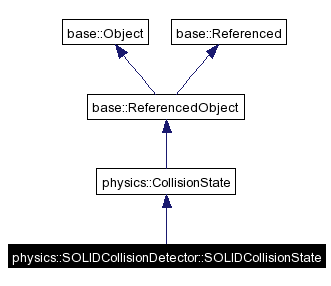 base::Object
base::Referenced
base::ReferencedObject
physics::CollisionState
physics::SOLIDCollisionDetector::SOLIDCollisionState